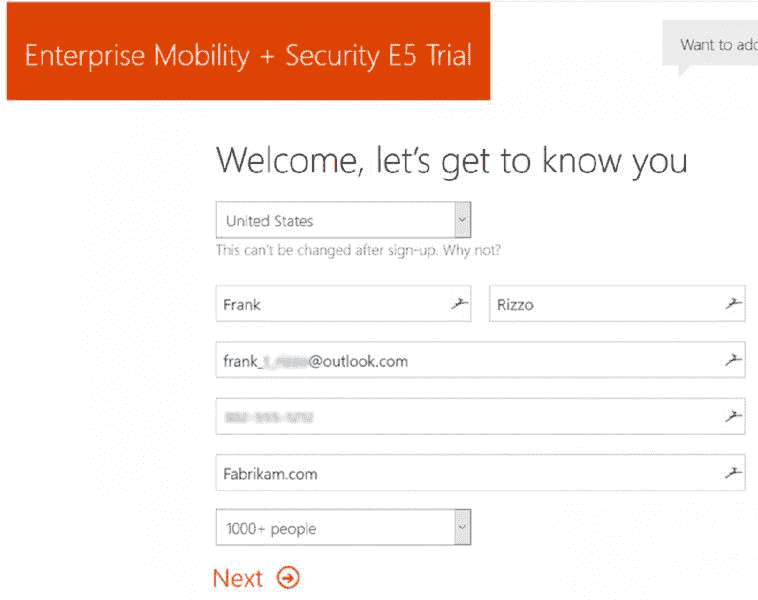 Enterprise Mobility + Security E5 Trial
Want to add
Welcome, let's get to know you
United States
This can't be changed after sign-up. Why not?
Frank
Rizzo
frank_ @outlook.com
Fabrikam.com
1000+ people
Next